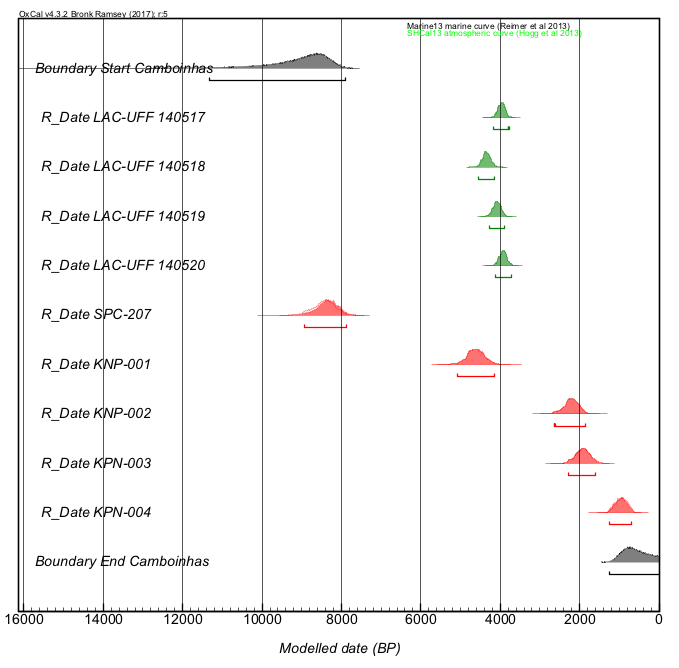 OxCal v4.3.2 Bronk Ramsey (2017); r:5
Marine13 marine curve (Reimer et al 2013)
SHCal13 atmospheric curve (Hogg et al 2013)
Boundary Start Camboinhas
R_Date LAC-UFF 140517
R_Date LAC-UFF 140518
R_Date LAC-UFF 140519
R_Date LAC-UFF 140520
R_Date SPC-207
R_Date KNP-001
R_Date KNP-002
R_Date KPN-003
R_Date KPN-004
Boundary End Camboinhas
16000 14000 12000 10000 8000 6000 4000 2000 0
Modelled date (BP)